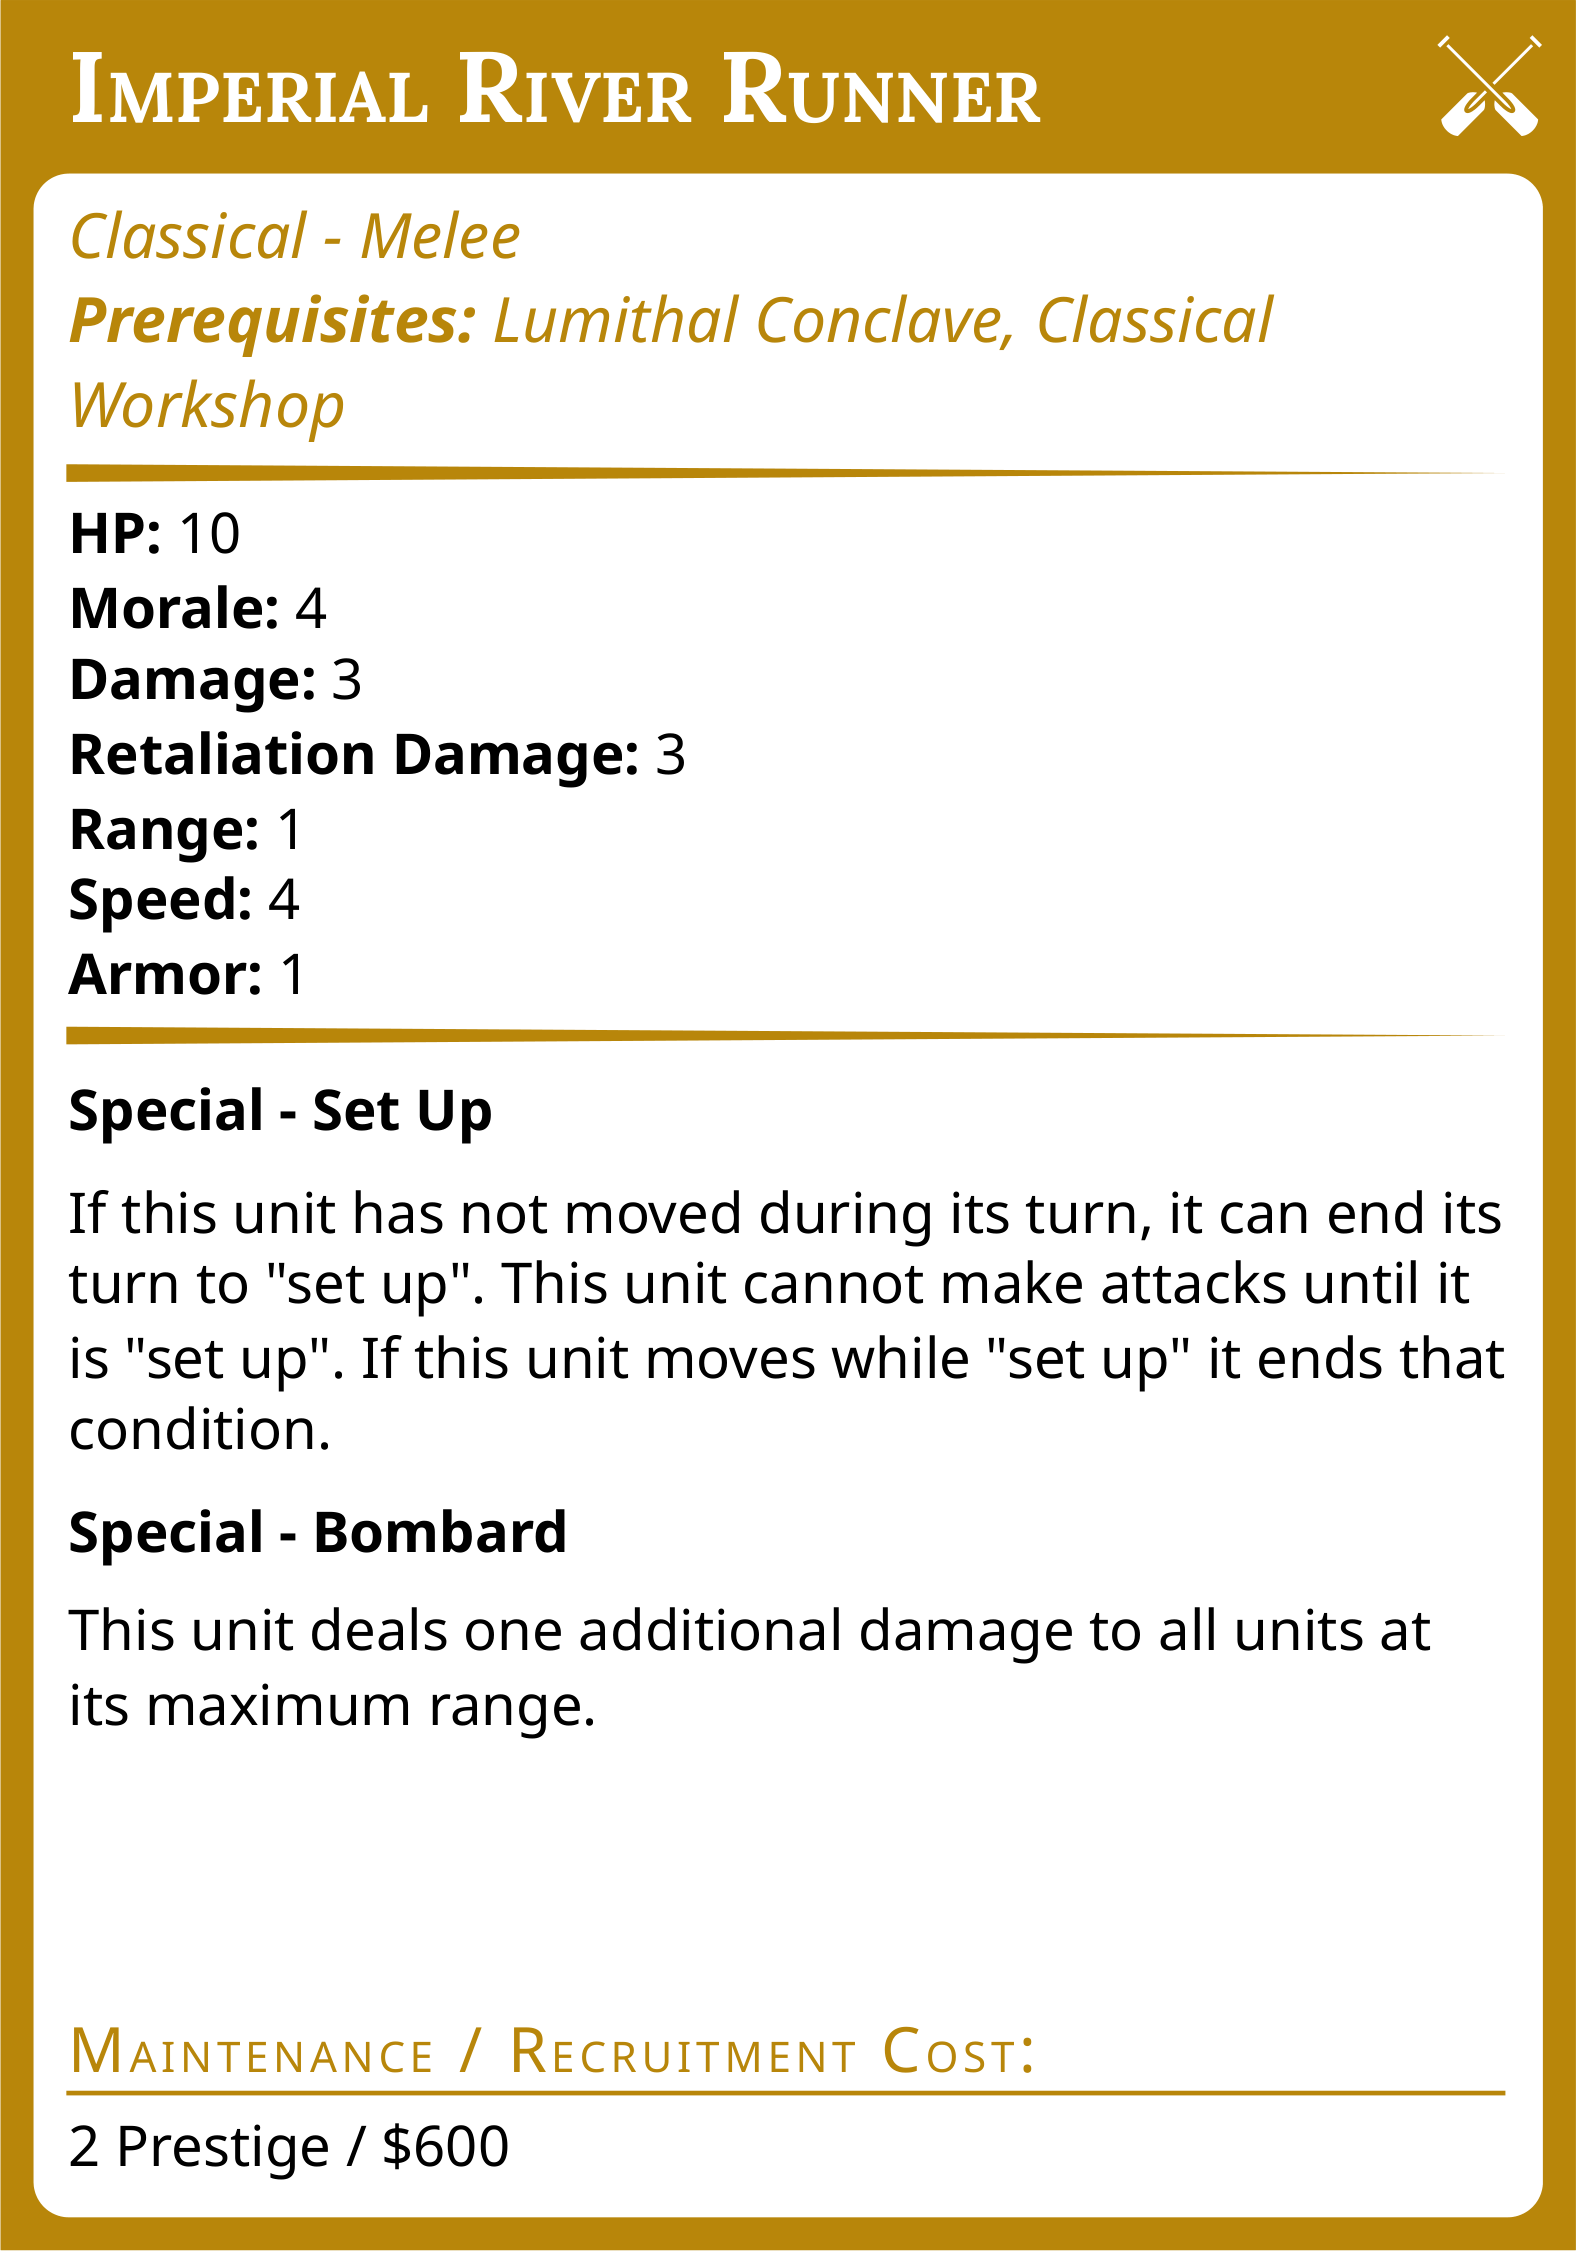 Imperial River Runner
Classical - Melee
Prerequisites: Lumithal Conclave, Classical
Workshop
HP: 10
Morale: 4
Damage: 3
Retaliation Damage: 3
Range: 1
Speed: 4
Armor: 1
Special - Set Up
If this unit has not moved during its turn, it can end its
turn to "set up". This unit cannot make attacks until it
is "set up". If this unit moves while "set up" it ends that
condition.
Special - Bombard
This unit deals one additional damage to all units at
its maximum range.
Maintenance / Recruitment Cost:
2 Prestige / $600